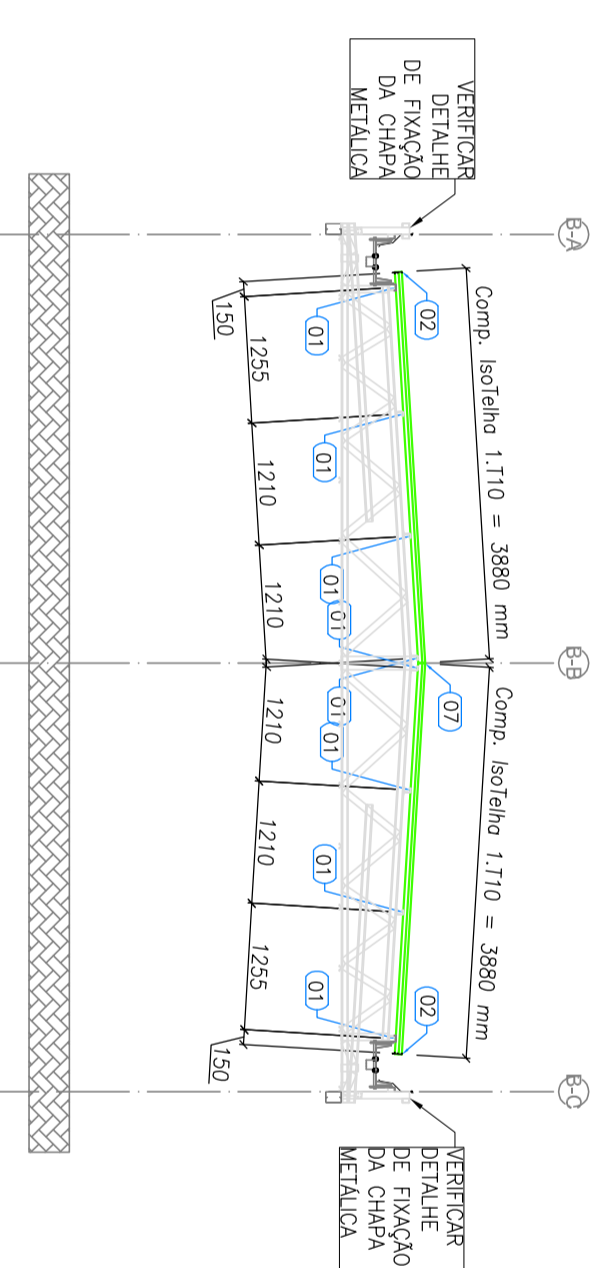 VERIFICAR
DETALHE
DE FIXAÇÃO
DA CHAPA
METÁLICA
B-A
B-B
B-C
Comp. IsoTelha 1.T10 = 3880 mm
Comp. IsoTelha 1.T10 = 3880 mm
02
07
02
01
01
01
01
01
01
01
01
150
1255
1210
1210
1210
1210
1255
150
VERIFICAR
DETALHE
DE FIXAÇÃO
DA CHAPA
METÁLICA